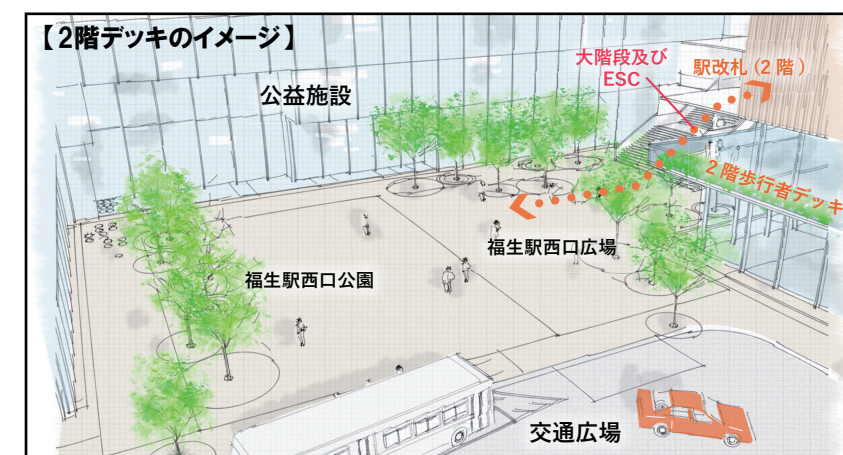 【2階デッキのイメージ】
公益施設
大階段及び
ESC
駅改札(2階)
2階歩行者デッキ
福生駅西口広場
福生駅西口公園
交通広場